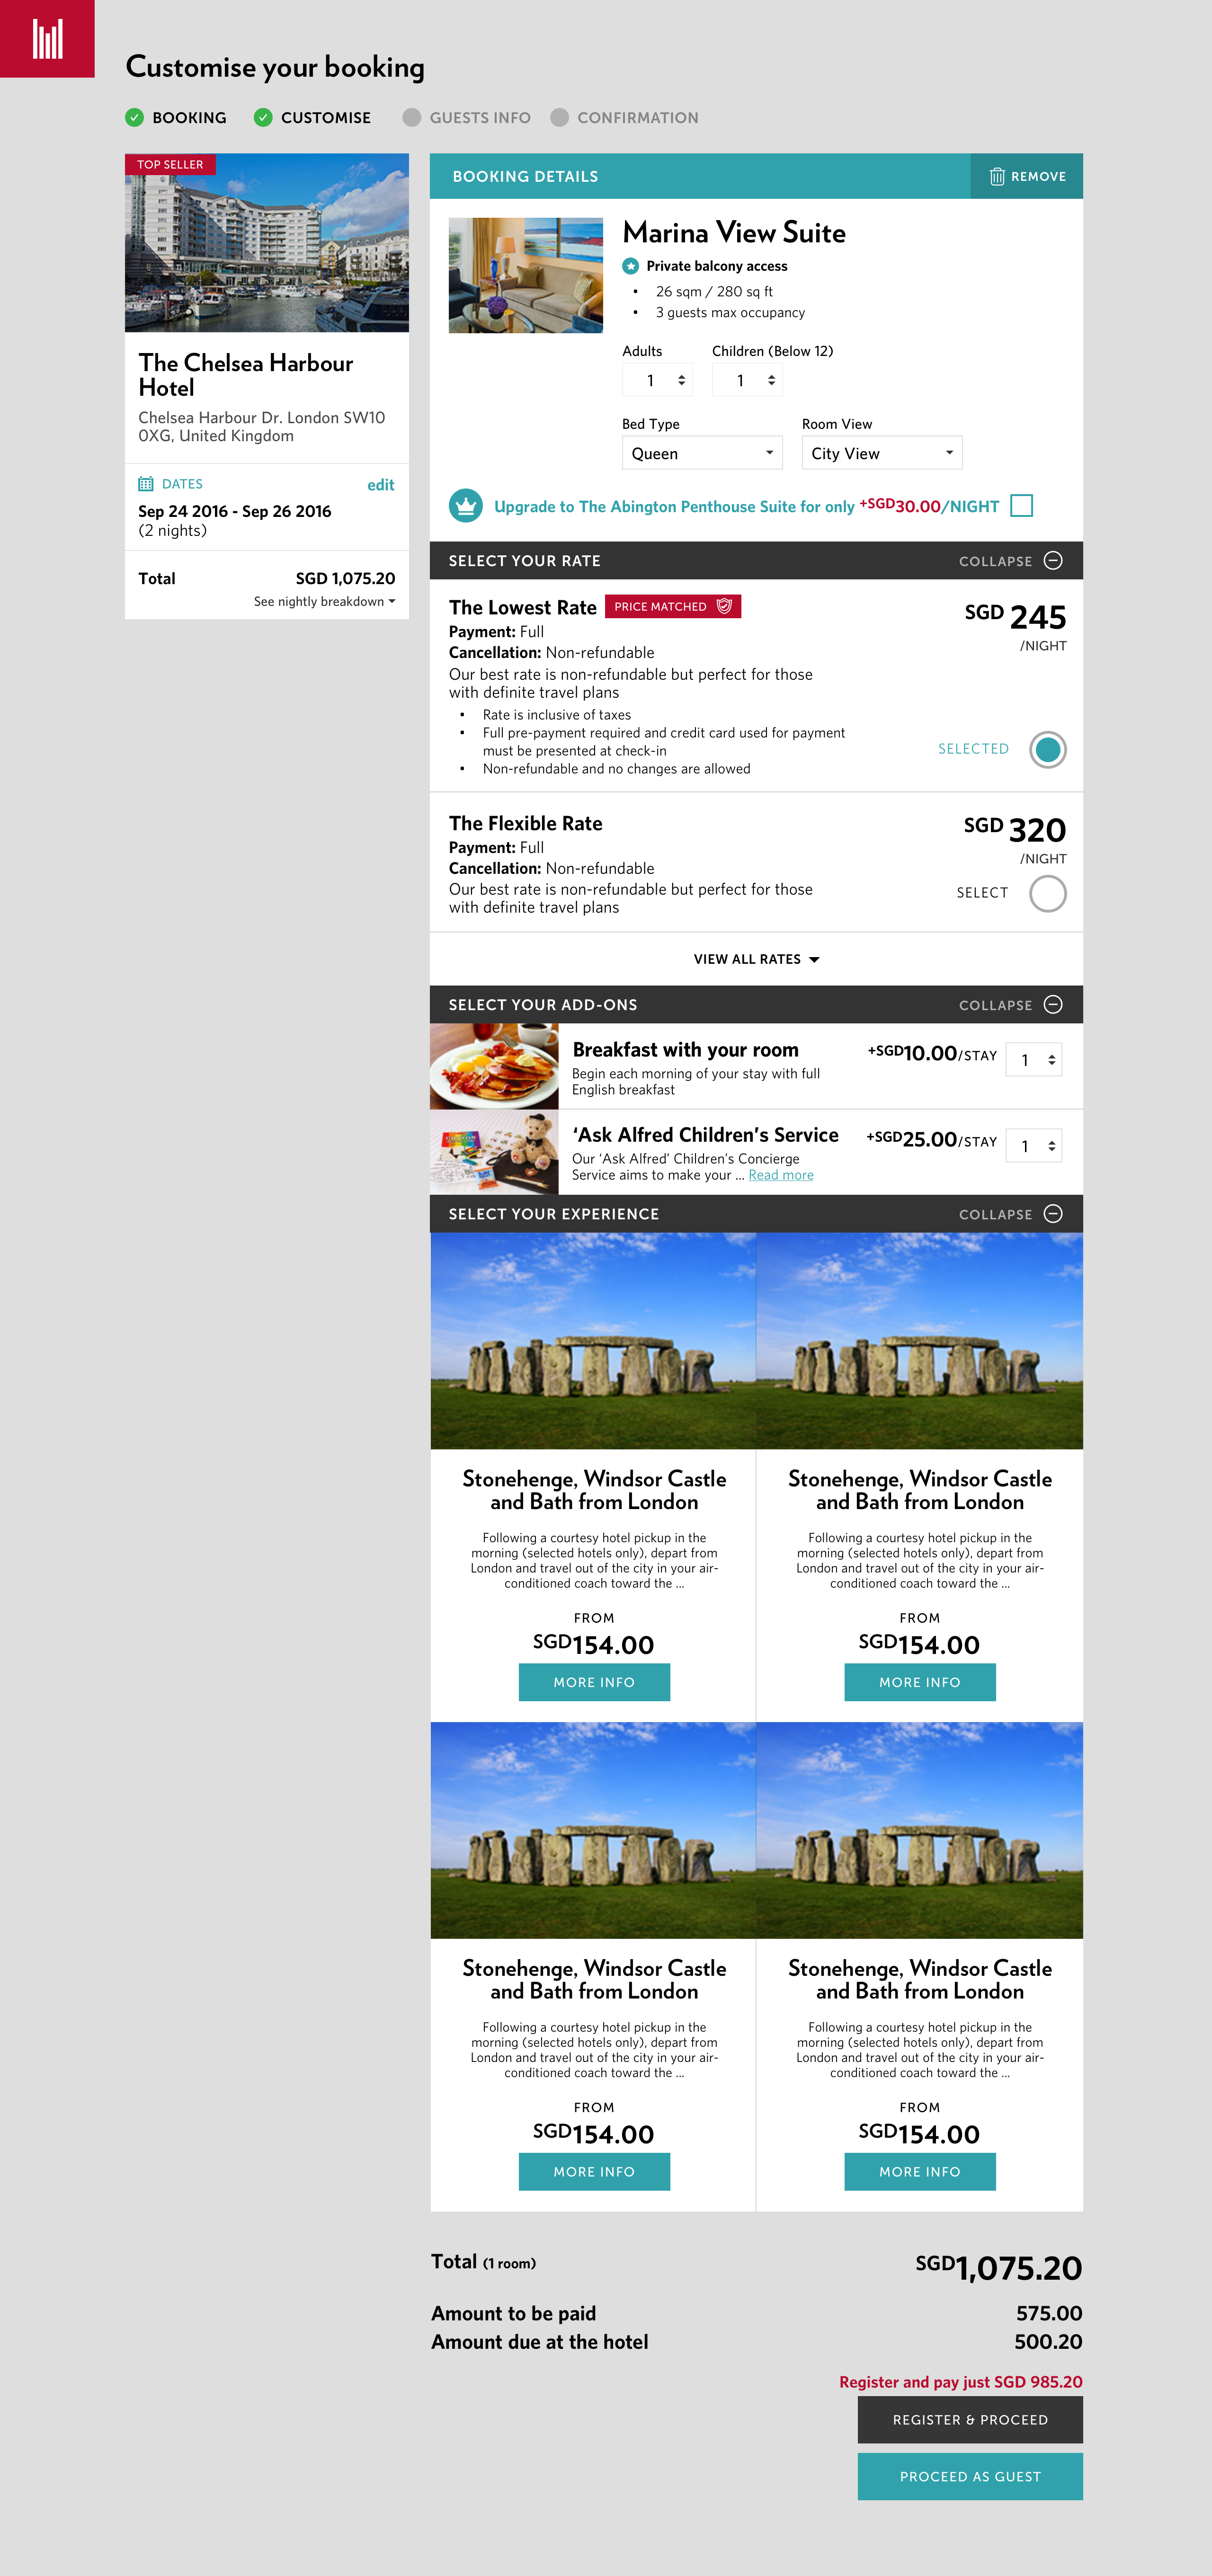 Customise your booking
BOOKING
CUSTOMISE
GUESTS INFO
CONFIRMATION
TOP SELLER
The Chelsea Harbour
Hotel
Chelsea Harbour Dr. London SW10
0XG, United Kingdom
DATES
edit
Sep 24 2016 - Sep 26 2016
(2 nights)
Total SGD 1,075.20
See nightly breakdown
BOOKING DETAILS
REMOVE
Marina View Suite
Private balcony access
• 26 sqm / 280 sq ft
• 3 guests max occupancy
Adults
Children (Below 12)
1
1
Bed Type
Room View
Queen
City View
Upgrade to The Abington Penthouse Suite for only +SGD30.00/NIGHT
SELECT YOUR RATE
COLLAPSE
The Lowest Rate
PRICE MATCHED
SGD 245
/NIGHT
Payment: Full
Cancellation: Non-refundable
Our best rate is non-refundable but perfect for those
with definite travel plans
• Rate is inclusive of taxes
• Full pre-payment required and credit card used for payment
must be presented at check-in
• Non-refundable and no changes are allowed
SELECTED
The Flexible Rate
SGD 320
/NIGHT
Payment: Full
Cancellation: Non-refundable
Our best rate is non-refundable but perfect for those
with definite travel plans
SELECT
VIEW ALL RATES
SELECT YOUR ADD-ONS
COLLAPSE
Breakfast with your room
+SGD10.00/STAY
1
Begin each morning of your stay with full
English breakfast
‘Ask Alfred Children’s Service
+SGD25.00/STAY
1
Our ‘Ask Alfred’ Children’s Concierge
Service aims to make your ... Read more
SELECT YOUR EXPERIENCE
COLLAPSE
Stonehenge, Windsor Castle
and Bath from London
Following a courtesy hotel pickup in the
morning (selected hotels only), depart from
London and travel out of the city in your air-
conditioned coach toward the ...
FROM
SGD154.00
MORE INFO
Stonehenge, Windsor Castle
and Bath from London
Following a courtesy hotel pickup in the
morning (selected hotels only), depart from
London and travel out of the city in your air-
conditioned coach toward the ...
FROM
SGD154.00
MORE INFO
Stonehenge, Windsor Castle
and Bath from London
Following a courtesy hotel pickup in the
morning (selected hotels only), depart from
London and travel out of the city in your air-
conditioned coach toward the ...
FROM
SGD154.00
MORE INFO
Stonehenge, Windsor Castle
and Bath from London
Following a courtesy hotel pickup in the
morning (selected hotels only), depart from
London and travel out of the city in your air-
conditioned coach toward the ...
FROM
SGD154.00
MORE INFO
Total (1 room) SGD1,075.20
Amount to be paid 575.00
Amount due at the hotel 500.20
Register and pay just SGD 985.20
REGISTER & PROCEED
PROCEED AS GUEST